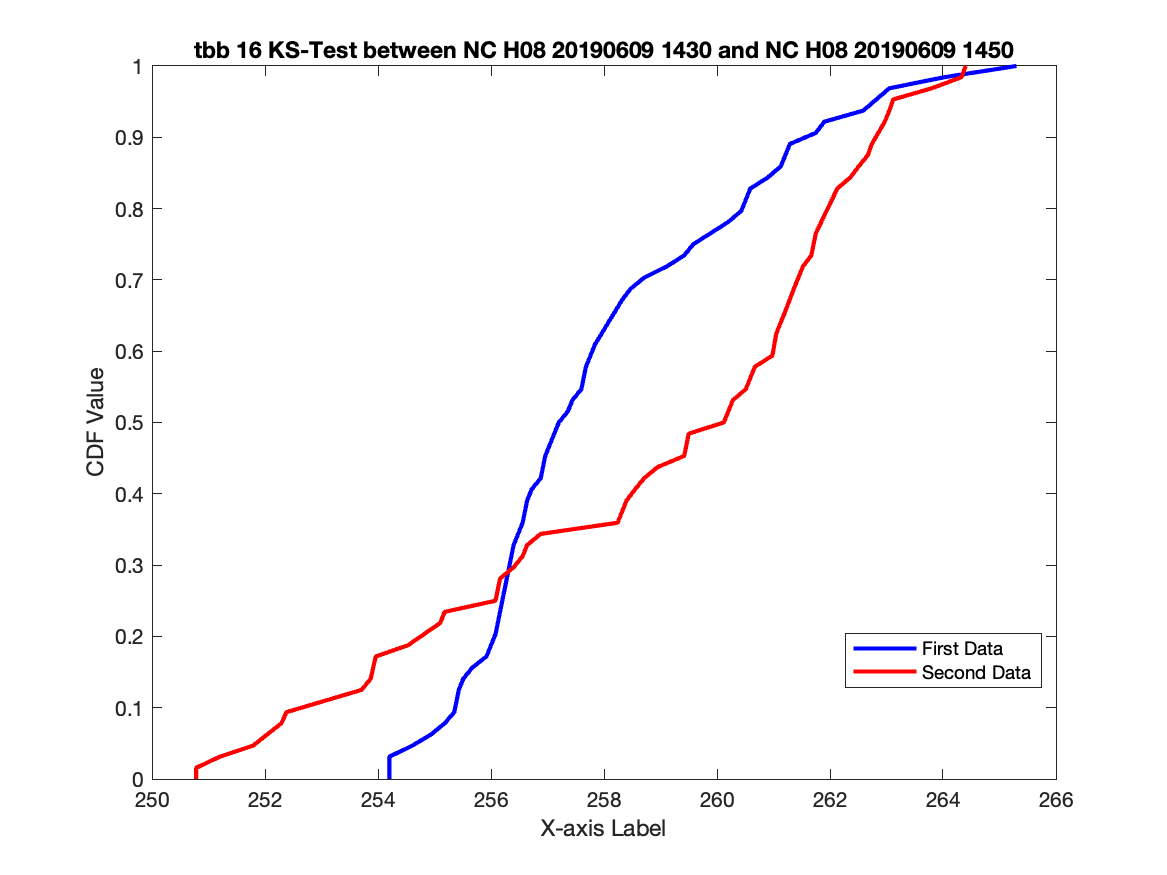 tbb 16 KS-Test between NC H08 20190609 1430 and NC H08 20190609 1450
1
0.9
0.8
0.7
0.6
0.5
0.4
0.3
0.2
0.1
0
CDF Value
First Data
Second Data
250 252 254 256 258 260 262 264 266
X-axis Label